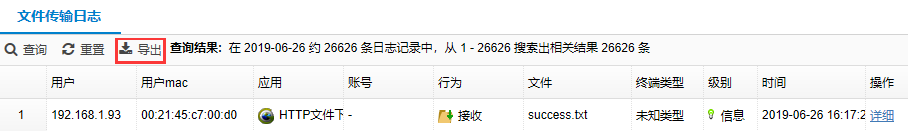 文件传输日志
查询 重置 导出 查询结果：在 2019-06-26 约 26626 条日志记录中，从 1 - 26626 搜索出相关结果 26626 条
用户 用户mac 应用 账号 行为 文件 终端类型 级别 时间 操作
1 192.168.1.93 00:21:45:c7:00:d0 HTTP文件下 - 接收 success.txt 未知类型 信息 2019-06-26 16:17:2 详细